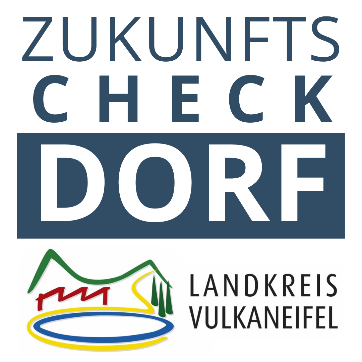 ZUKUNFTS
CHECK
DORF
LANDKREIS
VULKANEIFEL